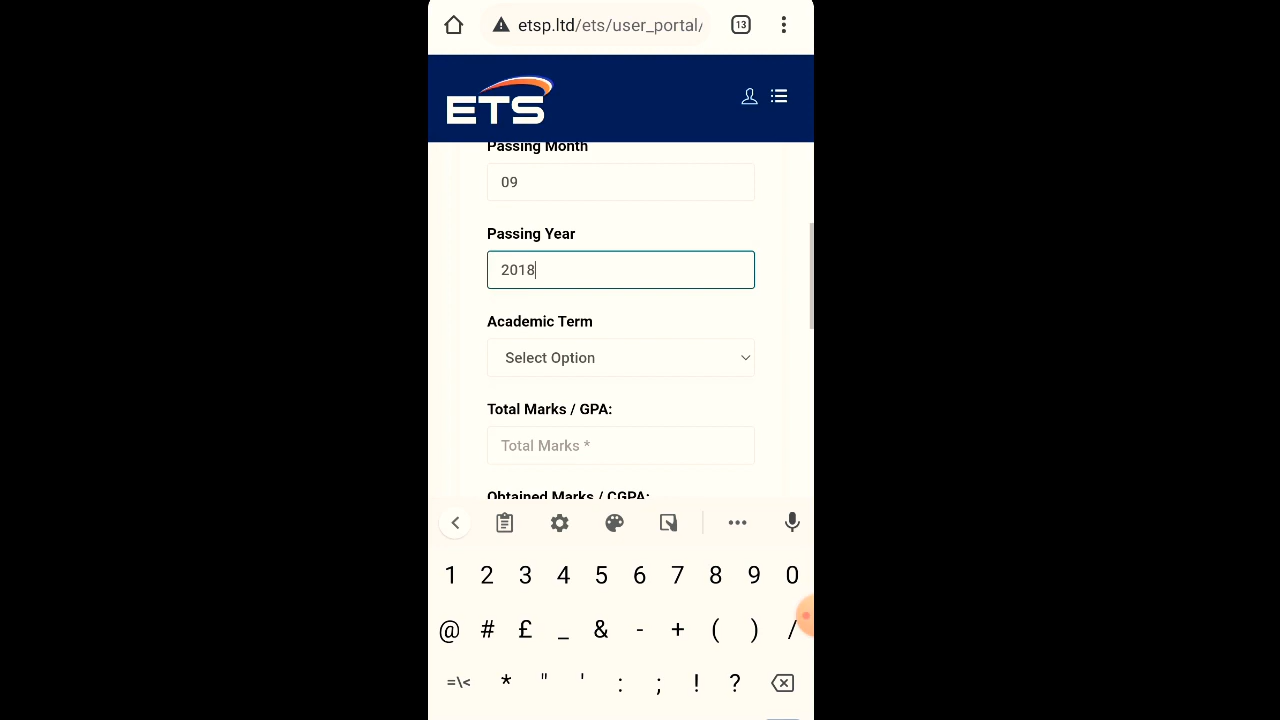 13
etsp.ltd/ets/user_portal/
ETS
Passing Month
09
Passing Year
2018
Academic Term
Select Option
Total Marks / GPA:
Total Marks *
Obtained Marks / CGPA:
1 2 3 4 5 6 7 8 9 0
@ # £ _ & - + ( ) /
=\< * " ' : ; ! ?